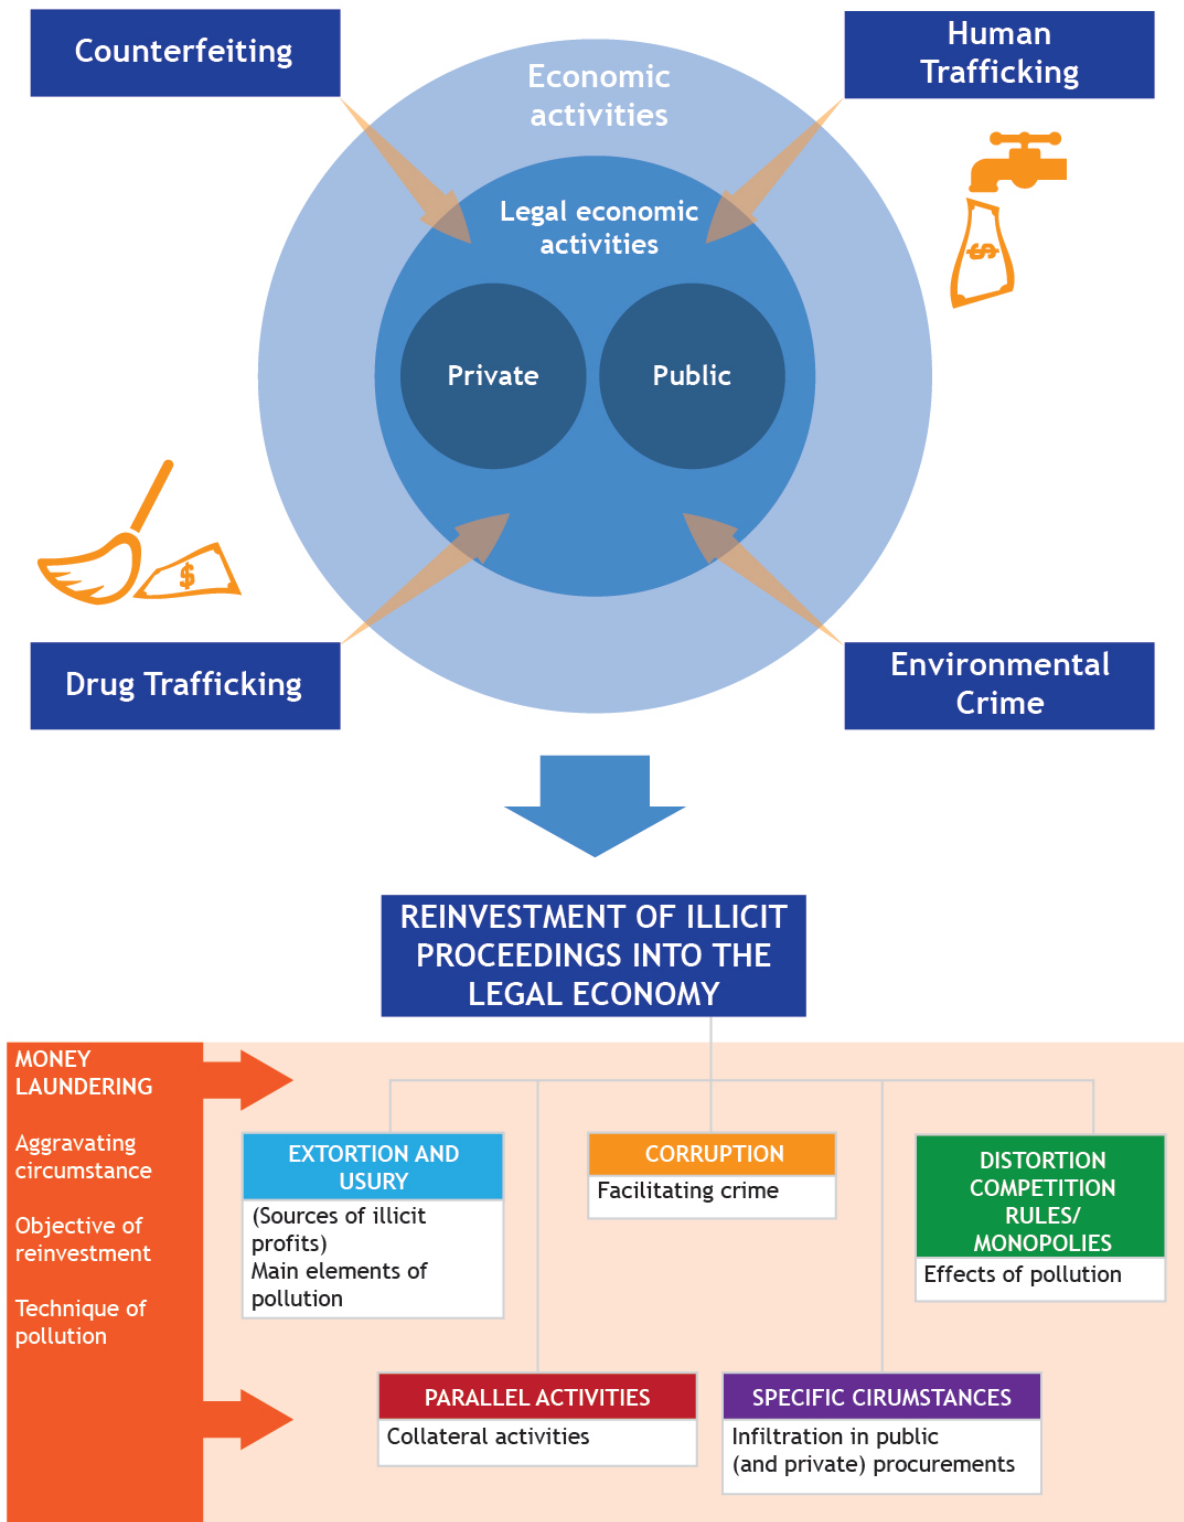 Counterfeiting
Human
Trafficking
Economic
activities
Legal economic
activities
Private
Public
$
$
Drug Trafficking
Environmental
Crime
REINVESTMENT OF ILLICIT
PROCEEDINGS INTO THE
LEGAL ECONOMY
MONEY
LAUNDERING
Aggravating
circumstance
Objective of
reinvestment
Technique of
pollution
EXTORTION AND
USURY
(Sources of illicit
profits)
Main elements of
pollution
CORRUPTION
Facilitating crime
DISTORTION
COMPETITION
RULES/
MONOPOLIES
Effects of pollution
PARALLEL ACTIVITIES
Collateral activities
SPECIFIC CIRUMSTANCES
Infiltration in public
(and private) procurements